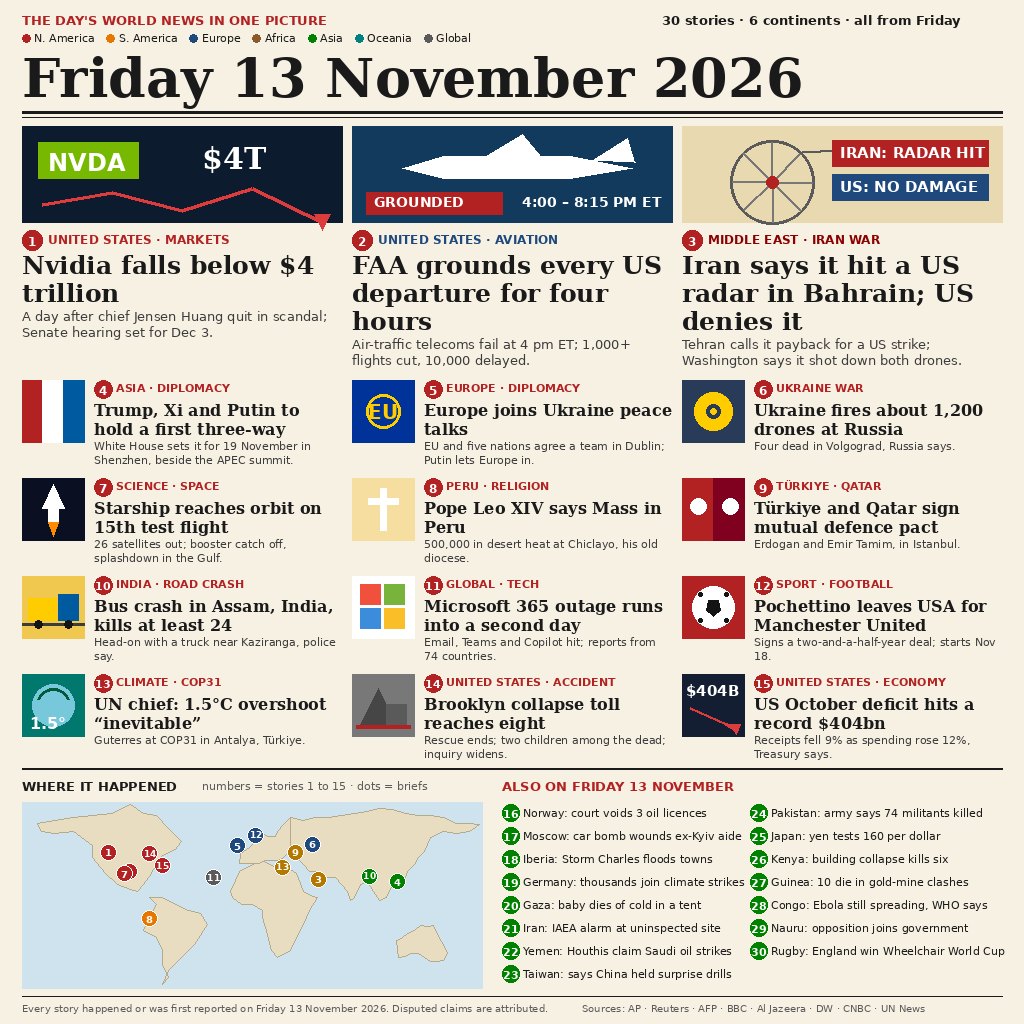 THE DAY'S WORLD NEWS IN ONE PICTURE
30 stories · 6 continents · all from Friday
N. America S. America Europe Africa Asia Oceania Global
Friday 13 November 2026
NVDA $4T
GROUNDED 4:00 – 8:15 PM ET
IRAN: RADAR HIT
US: NO DAMAGE
1 UNITED STATES · MARKETS
Nvidia falls below $4
trillion
A day after chief Jensen Huang quit in scandal;
Senate hearing set for Dec 3.
2 UNITED STATES · AVIATION
FAA grounds every US
departure for four
hours
Air-traffic telecoms fail at 4 pm ET; 1,000+
flights cut, 10,000 delayed.
3 MIDDLE EAST · IRAN WAR
Iran says it hit a US
radar in Bahrain; US
denies it
Tehran calls it payback for a US strike;
Washington says it shot down both drones.
4 ASIA · DIPLOMACY
Trump, Xi and Putin to
hold a first three-way
White House sets it for 19 November in
Shenzhen, beside the APEC summit.
EU
5 EUROPE · DIPLOMACY
Europe joins Ukraine peace
talks
EU and five nations agree a team in Dublin;
Putin lets Europe in.
6 UKRAINE WAR
Ukraine fires about 1,200
drones at Russia
Four dead in Volgograd, Russia says.
7 SCIENCE · SPACE
Starship reaches orbit on
15th test flight
26 satellites out; booster catch off,
splashdown in the Gulf.
8 PERU · RELIGION
Pope Leo XIV says Mass in
Peru
500,000 in desert heat at Chiclayo, his old
diocese.
9 TÜRKIYE · QATAR
Türkiye and Qatar sign
mutual defence pact
Erdogan and Emir Tamim, in Istanbul.
10 INDIA · ROAD CRASH
Bus crash in Assam, India,
kills at least 24
Head-on with a truck near Kaziranga, police
say.
11 GLOBAL · TECH
Microsoft 365 outage runs
into a second day
Email, Teams and Copilot hit; reports from
74 countries.
12 SPORT · FOOTBALL
Pochettino leaves USA for
Manchester United
Signs a two-and-a-half-year deal; starts Nov
18.
1.5°
13 CLIMATE · COP31
UN chief: 1.5°C overshoot
“inevitable”
Guterres at COP31 in Antalya, Türkiye.
14 UNITED STATES · ACCIDENT
Brooklyn collapse toll
reaches eight
Rescue ends; two children among the dead;
inquiry widens.
$404B
15 UNITED STATES · ECONOMY
US October deficit hits a
record $404bn
Receipts fell 9% as spending rose 12%,
Treasury says.
WHERE IT HAPPENED numbers = stories 1 to 15 · dots = briefs
1 14 15 7 8 11 5 12 6 9 13 3 10 4
ALSO ON FRIDAY 13 NOVEMBER
16 Norway: court voids 3 oil licences
17 Moscow: car bomb wounds ex-Kyiv aide
18 Iberia: Storm Charles floods towns
19 Germany: thousands join climate strikes
20 Gaza: baby dies of cold in a tent
21 Iran: IAEA alarm at uninspected site
22 Yemen: Houthis claim Saudi oil strikes
23 Taiwan: says China held surprise drills
24 Pakistan: army says 74 militants killed
25 Japan: yen tests 160 per dollar
26 Kenya: building collapse kills six
27 Guinea: 10 die in gold-mine clashes
28 Congo: Ebola still spreading, WHO says
29 Nauru: opposition joins government
30 Rugby: England win Wheelchair World Cup
Every story happened or was first reported on Friday 13 November 2026. Disputed claims are attributed. Sources: AP · Reuters · AFP · BBC · Al Jazeera · DW · CNBC · UN News